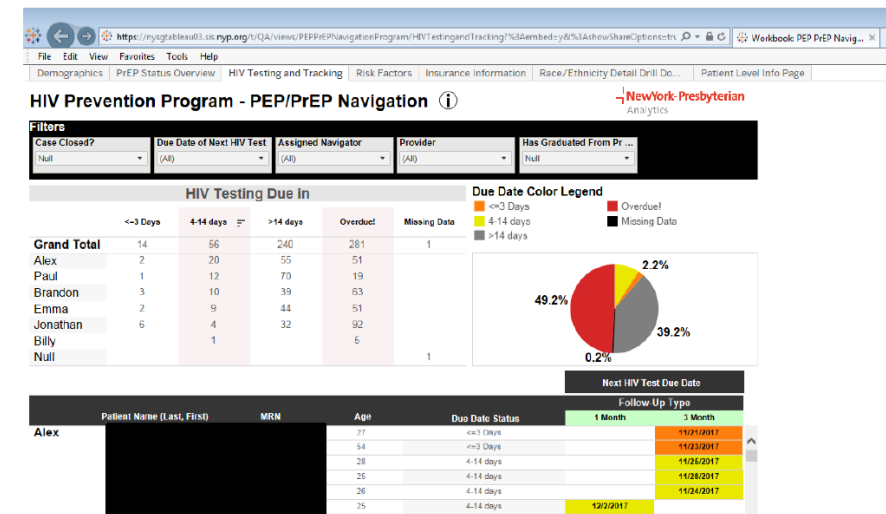 https://nysgtableau03.sis.nyp.org/t/QA/views/PEPPrEPNavigationProgram/HIVTestingandTracking?%3Aembed=y&%3AshowShareOptions=tru
Workbook: PEP PrEP Navig...
File Edit View Favorites Tools Help
Demographics PrEP Status Overview HIV Testing and Tracking Risk Factors Insurance Information Race/Ethnicity Detail Drill Do... Patient Level Info Page
HIV Prevention Program - PEP/PrEP Navigation
NewYork-Presbyterian
Analytics
Filters
Case Closed? Due Date of Next HIV Test Assigned Navigator Provider Has Graduated From Pr ...
Null (All) (All) (All) Null
HIV Testing Due in
<=3 Days 4-14 days >14 days Overdue! Missing Data
Grand Total 14 56 240 281 1
Alex 2 20 55 51
Paul 1 12 70 19
Brandon 3 10 39 63
Emma 2 9 44 51
Jonathan 6 4 32 92
Billy 1 5
Null 1
Due Date Color Legend
<=3 Days Overdue!
4-14 days Missing Data
>14 days
2.2%
49.2%
39.2%
0.2%
Next HIV Test Due Date
Follow Up Type
Patient Name (Last, First) MRN Age Due Date Status 1 Month 3 Month
Alex 27 <=3 Days 11/21/2017
54 <=3 Days 11/23/2017
28 4-14 days 11/25/2017
25 4-14 days 11/28/2017
26 4-14 days 11/24/2017
25 4-14 days 12/2/2017